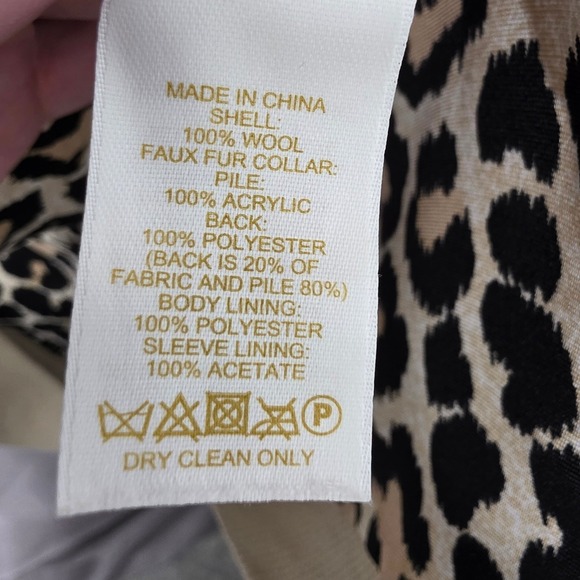 MADE IN CHINA
SHELL:
100% WOOL
FAUX FUR COLLAR:
PILE:
100% ACRYLIC
BACK:
100% POLYESTER
(BACK IS 20% OF
FABRIC AND PILE 80%)
BODY LINING:
100% POLYESTER
SLEEVE LINING:
100% ACETATE
P
DRY CLEAN ONLY